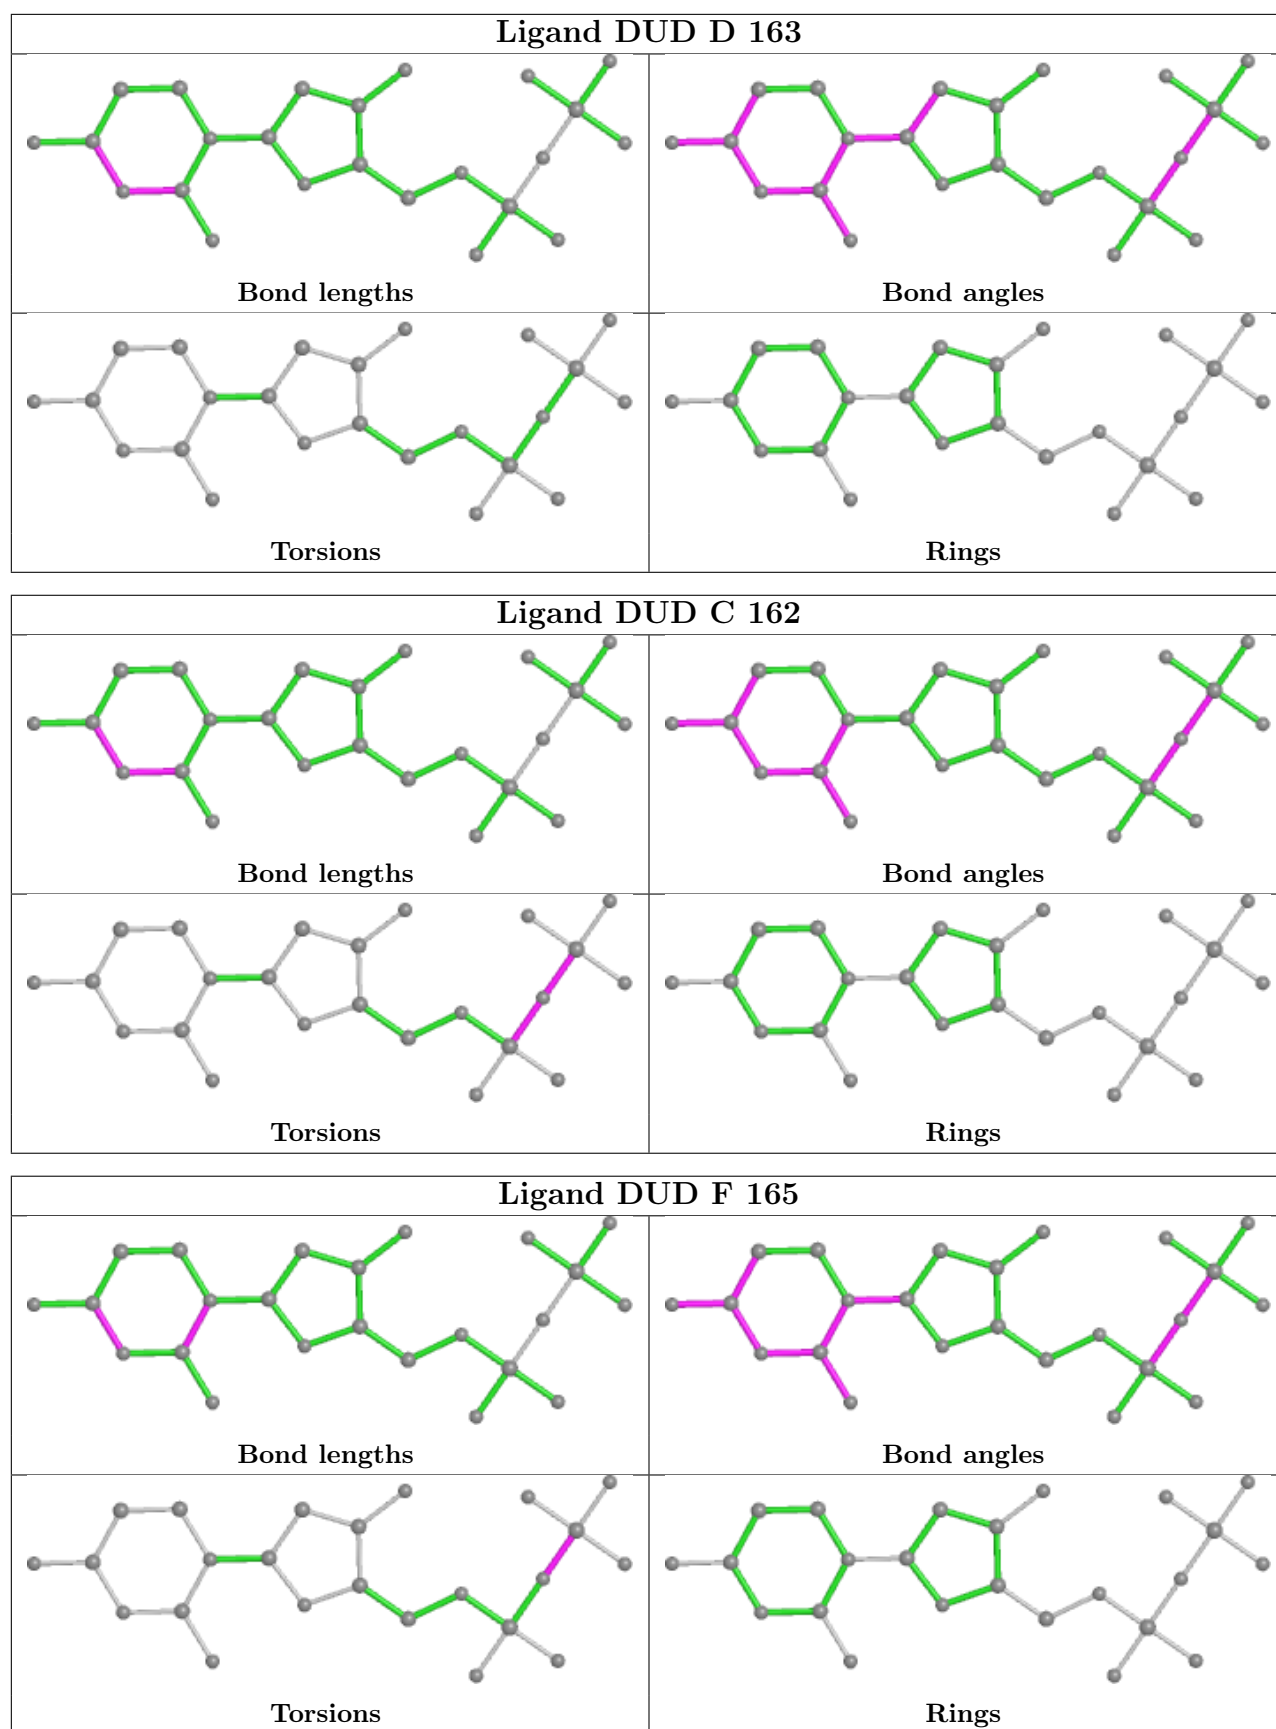 Ligand DUD D 163
Bond lengths
Bond angles
Torsions
Rings
Ligand DUD C 162
Bond lengths
Bond angles
Torsions
Rings
Ligand DUD F 165
Bond lengths
Bond angles
Torsions
Rings